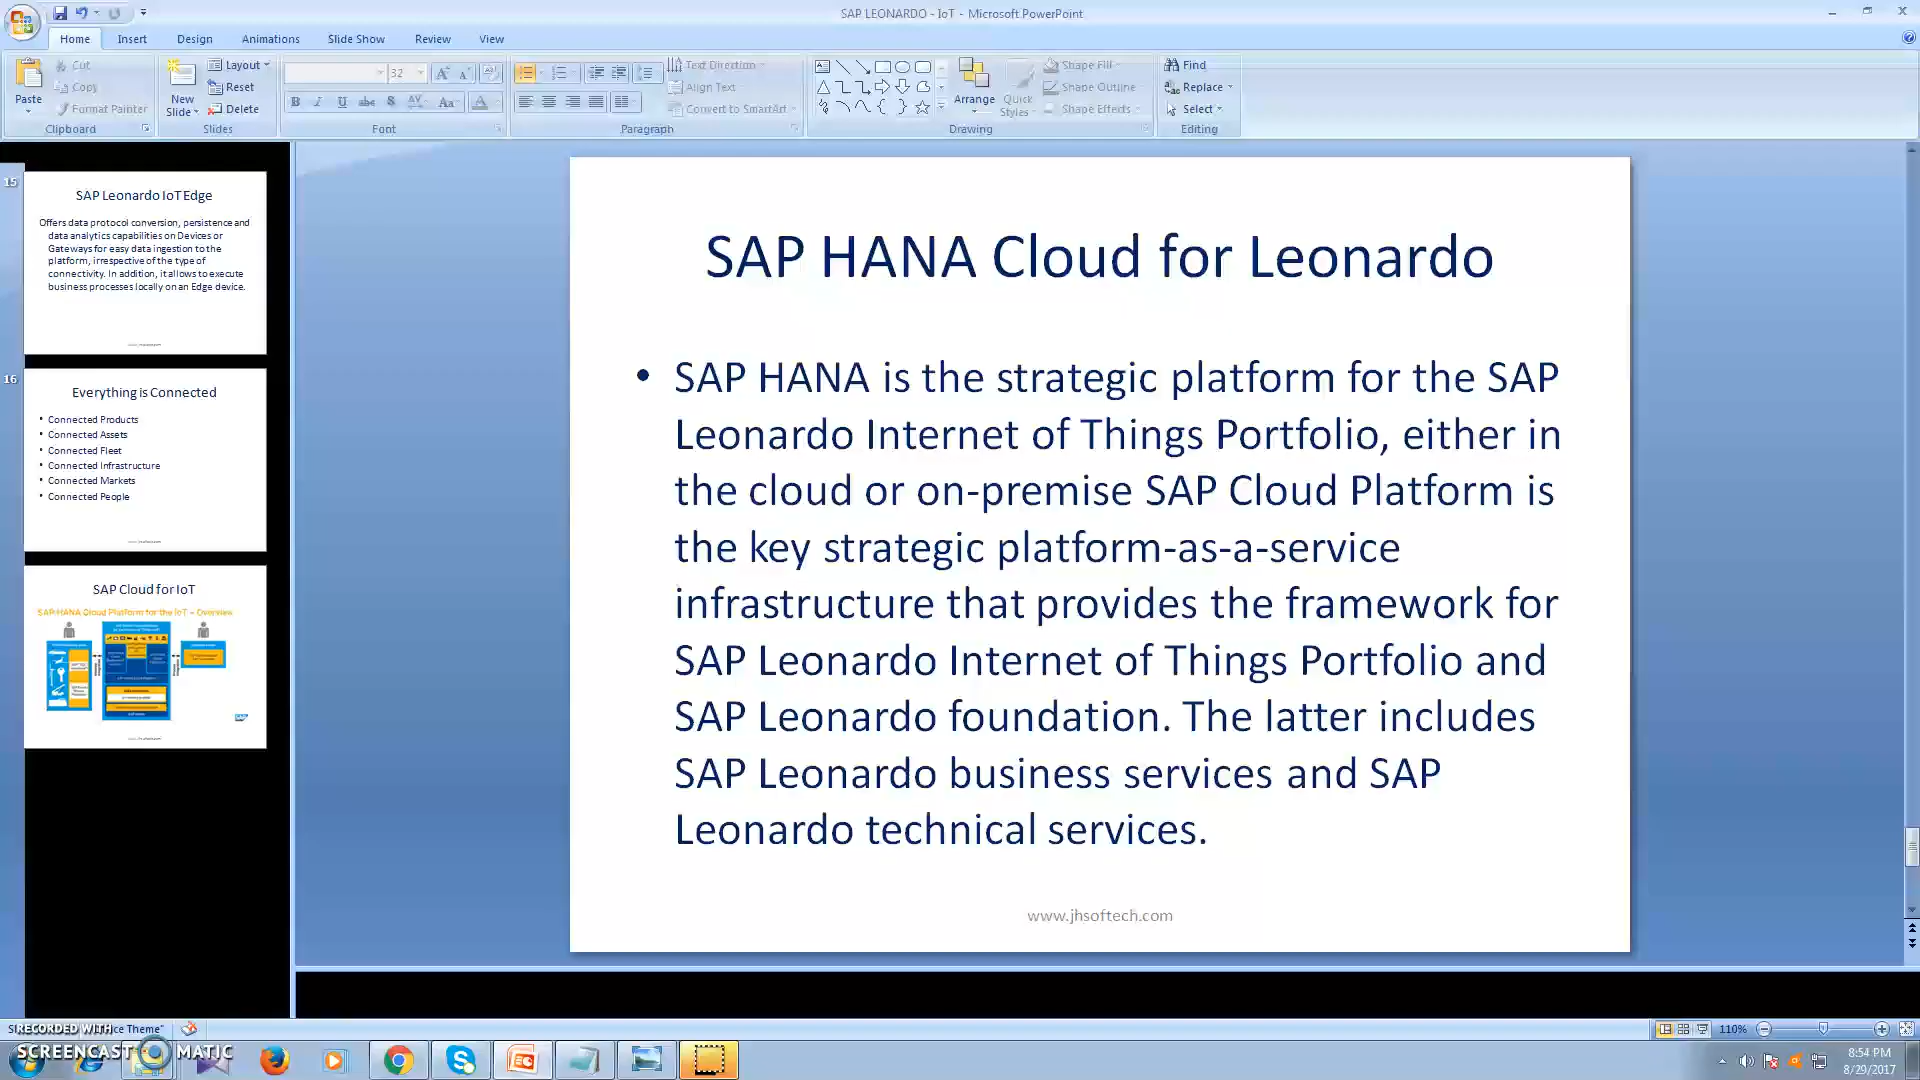 SAP LEONARDO - IoT - Microsoft PowerPoint
Home Insert Design Animations Slide Show Review View
Paste
Cut
Copy
Format Painter
Clipboard
New Slide
Layout
Reset
Delete
Slides
32
Font
Text Direction
Align Text
Convert to SmartArt
Paragraph
Arrange
Quick Styles
Shape Fill
Shape Outline
Shape Effects
Drawing
Find
Replace
Select
Editing
15
SAP Leonardo IoT Edge
Offers data protocol conversion, persistence and
data analytics capabilities on Devices or
Gateways for easy data ingestion to the
platform, irrespective of the type of
connectivity. In addition, it allows to execute
business processes locally on an Edge device.
16
Everything is Connected
• Connected Products
• Connected Assets
• Connected Fleet
• Connected Infrastructure
• Connected Markets
• Connected People
SAP Cloud for IoT
SAP HANA Cloud Platform for the IoT – Overview
SAP HANA Cloud for Leonardo
• SAP HANA is the strategic platform for the SAP
Leonardo Internet of Things Portfolio, either in
the cloud or on-premise SAP Cloud Platform is
the key strategic platform-as-a-service
infrastructure that provides the framework for
SAP Leonardo Internet of Things Portfolio and
SAP Leonardo foundation. The latter includes
SAP Leonardo business services and SAP
Leonardo technical services.
www.jhsoftech.com
Theme"
110%
RECORDED WITH
SCREENCAST MATIC
8:54 PM
8/29/2017